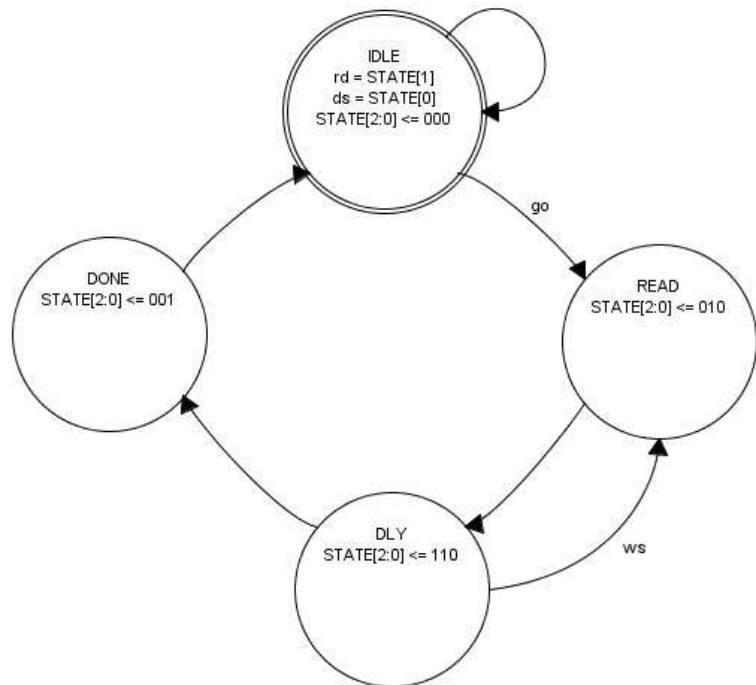 IDLE
rd = STATE[1]
ds = STATE[0]
STATE[2:0] <= 000
go
DONE
STATE[2:0] <= 001
READ
STATE[2:0] <= 010
DLY
STATE[2:0] <= 110
ws